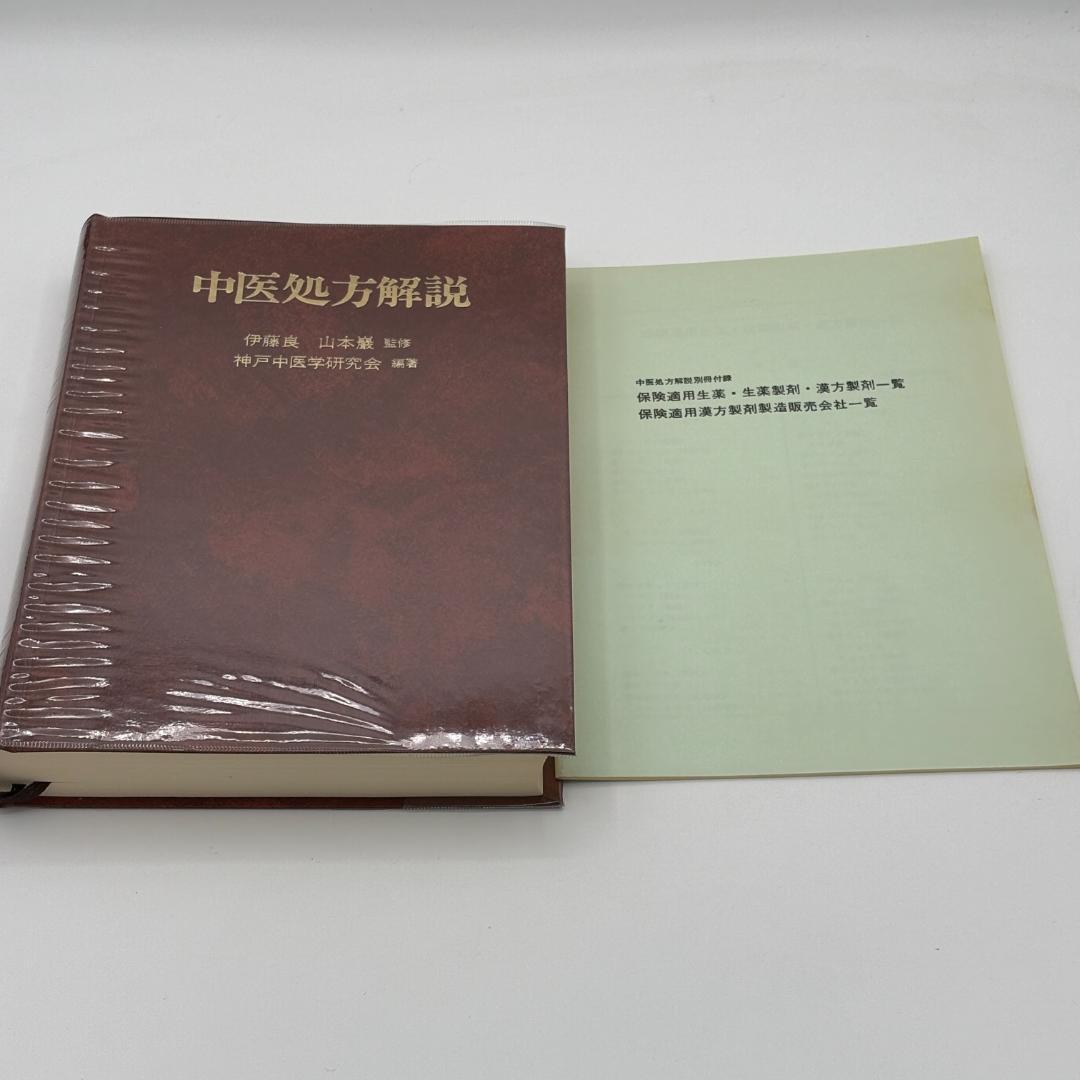 中医処方解説
伊藤良 山本巖 監修
神戸中医学研究会 編著
中医処方解説別冊付録
保険適用生薬・生薬製剤・漢方製剤一覧
保険適用漢方製剤製造販売会社一覧